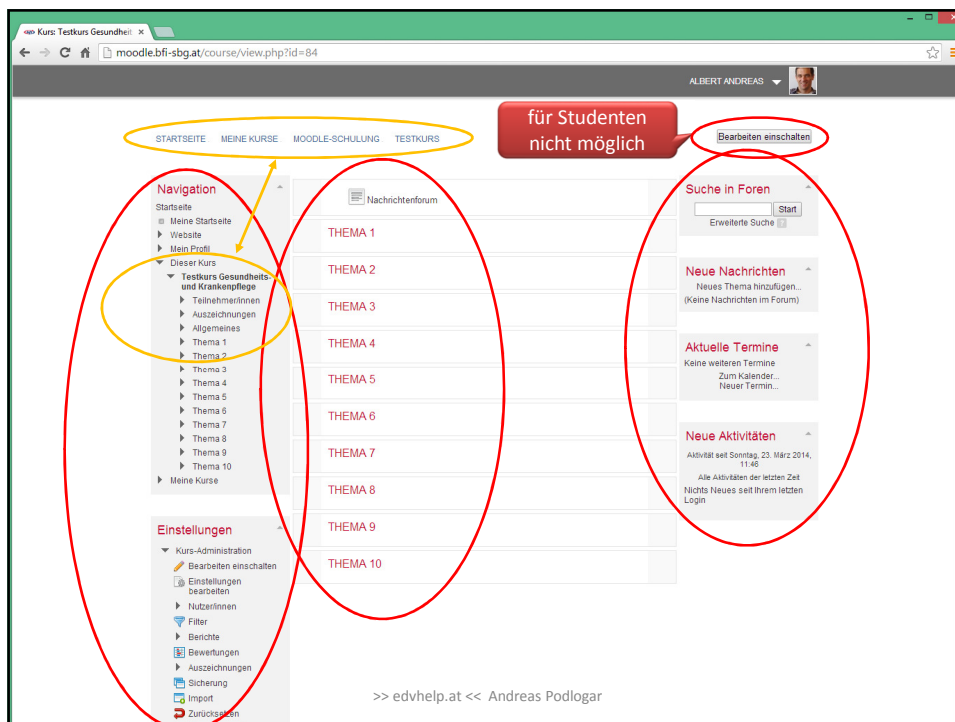 Kurs: Testkurs Gesundheit
moodle.bfi-sbg.at/course/view.php?id=84
ALBERT ANDREAS
STARTSEITE MEINE KURSE MOODLE-SCHULUNG TESTKURS
für Studenten
nicht möglich
Bearbeiten einschalten
Navigation
Startseite
Meine Startseite
Website
Mein Profil
Dieser Kurs
Testkurs Gesundheits-
und Krankenpflege
Teilnehmer/innen
Auszeichnungen
Allgemeines
Thema 1
Thema 2
Thema 3
Thema 4
Thema 5
Thema 6
Thema 7
Thema 8
Thema 9
Thema 10
Meine Kurse
Einstellungen
Kurs-Administration
Bearbeiten einschalten
Einstellungen
bearbeiten
Nutzer/innen
Filter
Berichte
Bewertungen
Auszeichnungen
Sicherung
Import
Zurücksetzen
Nachrichtenforum
THEMA 1
THEMA 2
THEMA 3
THEMA 4
THEMA 5
THEMA 6
THEMA 7
THEMA 8
THEMA 9
THEMA 10
Suche in Foren
Start
Erweiterte Suche ?
Neue Nachrichten
Neues Thema hinzufügen...
(Keine Nachrichten im Forum)
Aktuelle Termine
Keine weiteren Termine
Zum Kalender...
Neuer Termin...
Neue Aktivitäten
Aktivität seit Sonntag, 23. März 2014,
11:46
Alle Aktivitäten der letzten Zeit
Nichts Neues seit Ihrem letzten
Login
>> edvhelp.at << Andreas Podlogar